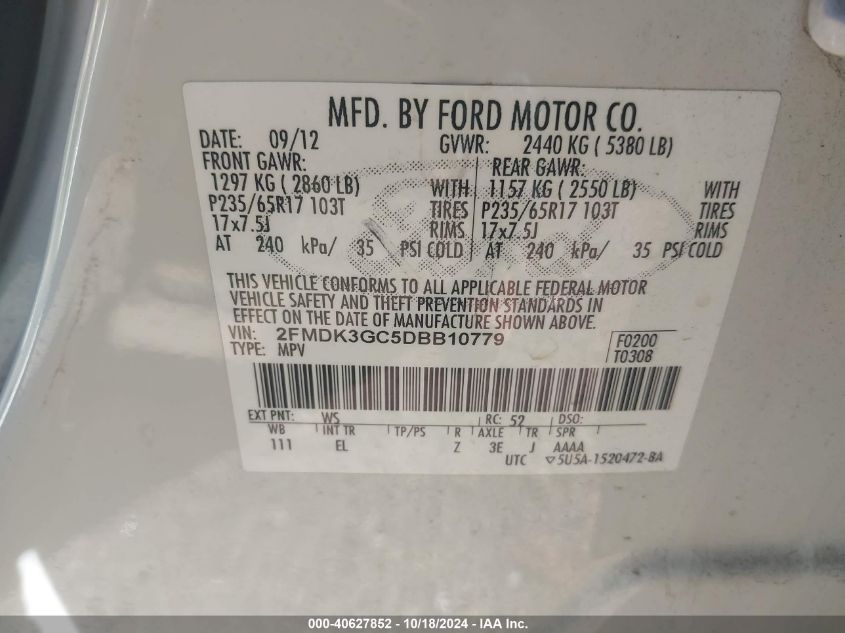 MFD. BY FORD MOTOR CO.
DATE: 09/12 GVWR: 2440 KG ( 5380 LB)
FRONT GAWR: REAR GAWR:
1297 KG ( 2860 LB) WITH 1157 KG ( 2550 LB) WITH
P235/65R17 103T TIRES P235/65R17 103T TIRES
17x7.5J RIMS 17x7.5J RIMS
AT 240 kPa/ 35 PSI COLD AT 240 kPa/ 35 PSI COLD
THIS VEHICLE CONFORMS TO ALL APPLICABLE FEDERAL MOTOR
VEHICLE SAFETY AND THEFT PREVENTION STANDARDS IN
EFFECT ON THE DATE OF MANUFACTURE SHOWN ABOVE.
VIN: 2FMDK3GC5DBB10779 F0200
TYPE: MPV T0308
EXT PNT: WS RC: 52 DSO:
WB INT TR TP/PS R AXLE TR SPR
111 EL Z 3E J AAAA
UTC ▽5U5A-1520472-BA
000-40627852 - 10/18/2024 - IAA Inc.